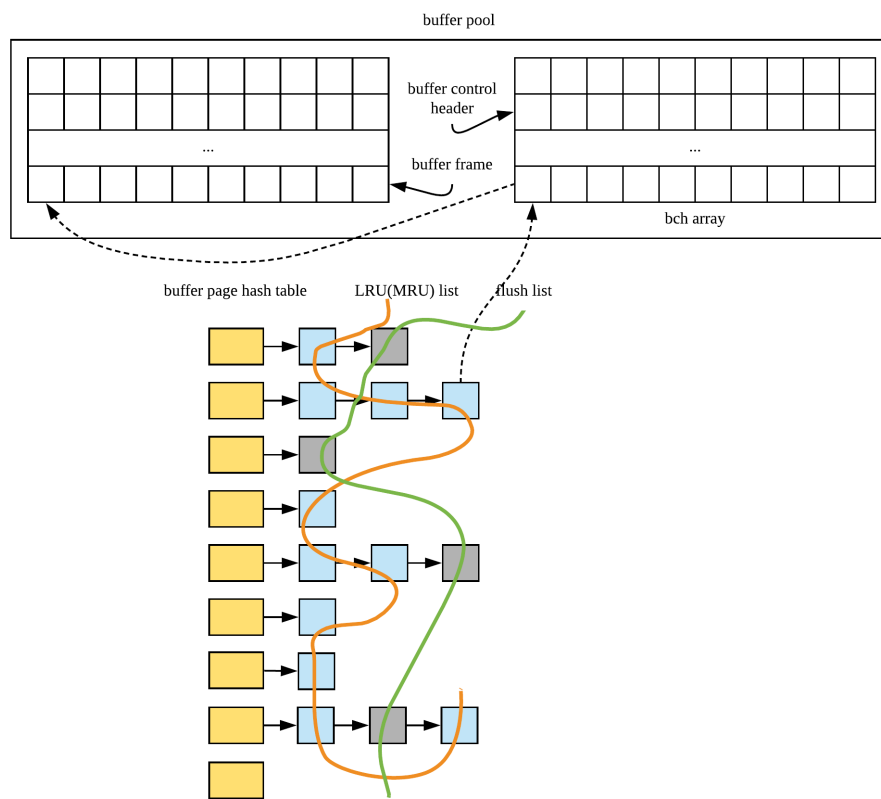 buffer pool
buffer control
header
...
...
buffer frame
bch array
buffer page hash table
LRU(MRU) list
flush list